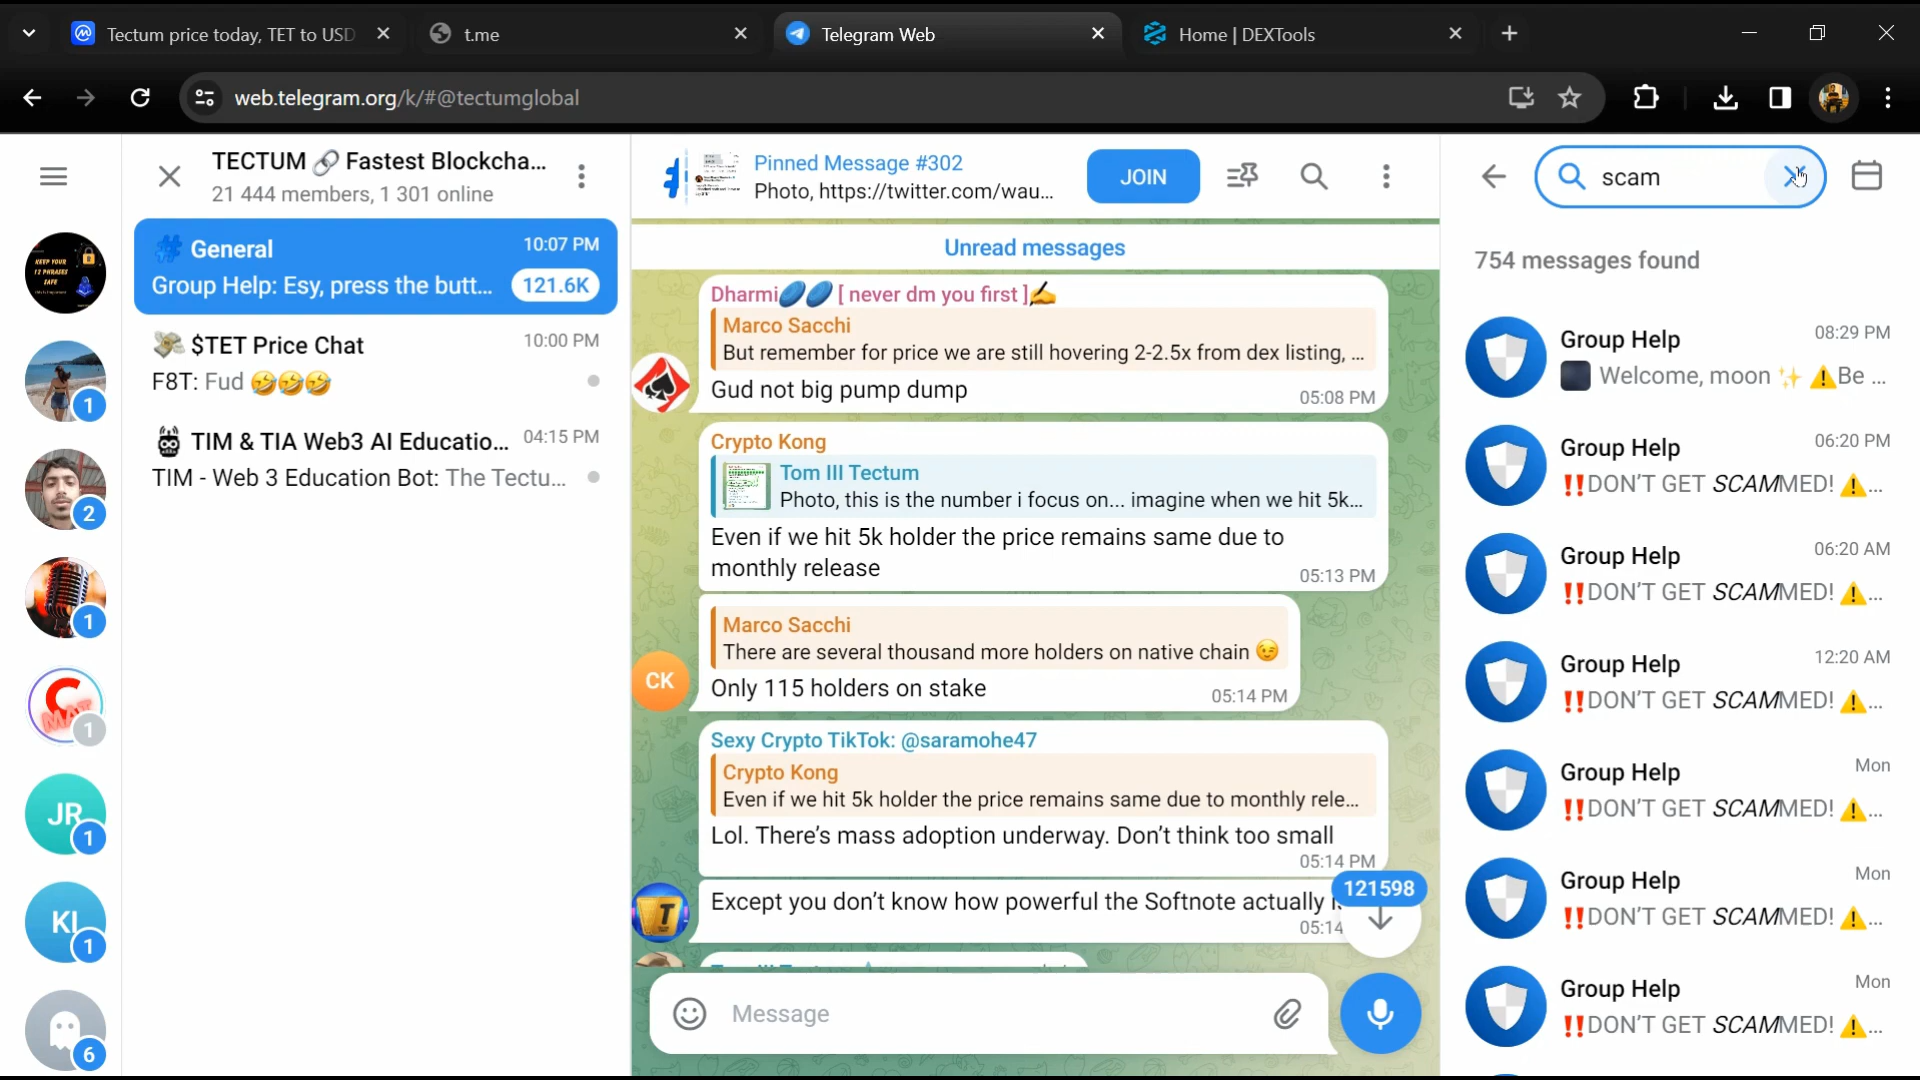 Tectum price today, TET to USD
t.me
Telegram Web
Home | DEXTools
web.telegram.org/k/#@tectumglobal
TECTUM 🔗 Fastest Blockcha...
21 444 members, 1 301 online
General 10:07 PM
Group Help: Esy, press the butt... 121.6K
💸 $TET Price Chat 10:00 PM
F8T: Fud 🤣🤣🤣
TIM & TIA Web3 AI Educatio... 04:15 PM
TIM - Web 3 Education Bot: The Tectu...
KEEP YOUR
12 PHRASES
SAFE
1
2
1
1
JR
1
KI
1
6
Pinned Message #302
Photo, https://twitter.com/wau...
JOIN
Unread messages
Dharmi [ never dm you first ]✍
Marco Sacchi
But remember for price we are still hovering 2-2.5x from dex listing, ...
Gud not big pump dump
05:08 PM
Crypto Kong
Tom III Tectum
Photo, this is the number i focus on... imagine when we hit 5k...
Even if we hit 5k holder the price remains same due to
monthly release
05:13 PM
Marco Sacchi
There are several thousand more holders on native chain 😉
CK
Only 115 holders on stake
05:14 PM
Sexy Crypto TikTok: @saramohe47
Crypto Kong
Even if we hit 5k holder the price remains same due to monthly rele...
Lol. There's mass adoption underway. Don't think too small
05:14 PM
Except you don't know how powerful the Softnote actually
05:14
121598
Message
scam
754 messages found
Group Help 08:29 PM
Welcome, moon ✨ ⚠Be ...
Group Help 06:20 PM
‼DON'T GET SCAMMED! ⚠...
Group Help 06:20 AM
‼DON'T GET SCAMMED! ⚠...
Group Help 12:20 AM
‼DON'T GET SCAMMED! ⚠...
Group Help Mon
‼DON'T GET SCAMMED! ⚠...
Group Help Mon
‼DON'T GET SCAMMED! ⚠...
Group Help Mon
‼DON'T GET SCAMMED! ⚠...